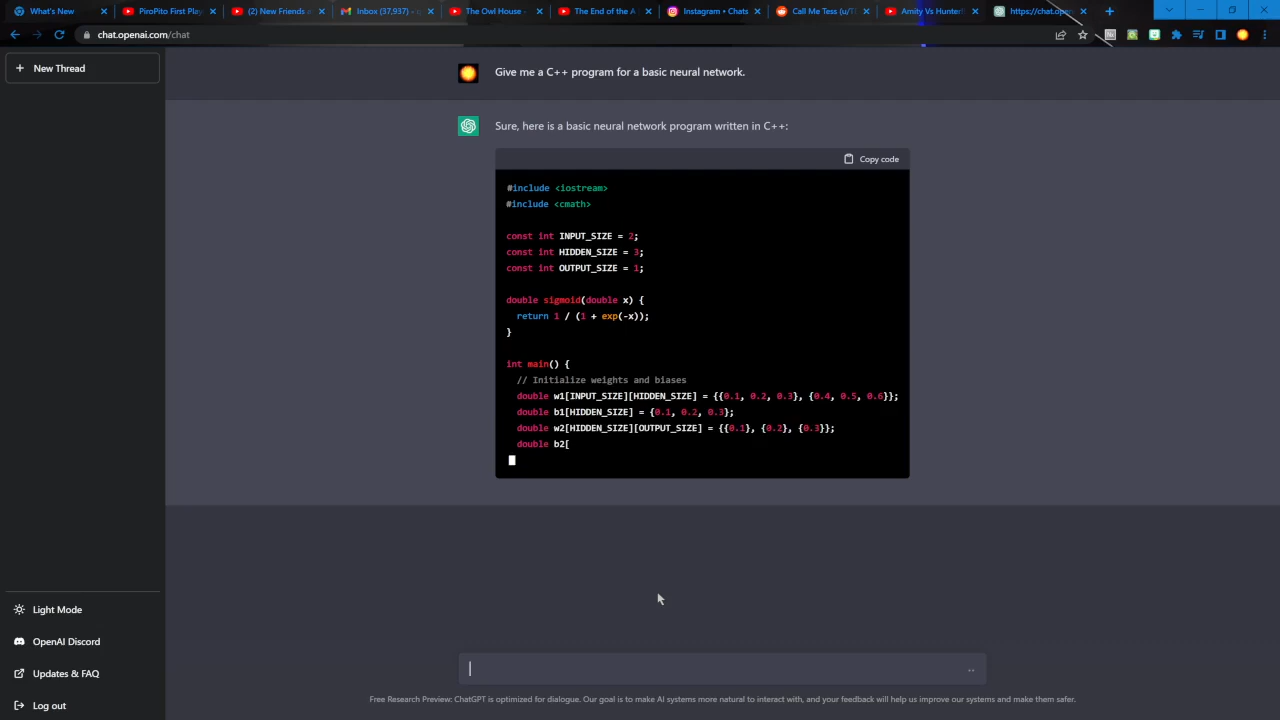 What's New
PiroPito First Play
(2) New Friends a
Inbox (37,937) -
The Owl House -
The End of the
Instagram • Chats
Call Me Tess (u/T
Amity Vs Hunter
https://chat.open
chat.openai.com/chat
+ New Thread
Give me a C++ program for a basic neural network.
Sure, here is a basic neural network program written in C++:
Copy code
#include <iostream>
#include <cmath>
const int INPUT_SIZE = 2;
const int HIDDEN_SIZE = 3;
const int OUTPUT_SIZE = 1;
double sigmoid(double x) {
return 1 / (1 + exp(-x));
}
int main() {
// Initialize weights and biases
double w1[INPUT_SIZE][HIDDEN_SIZE] = {{0.1, 0.2, 0.3}, {0.4, 0.5, 0.6}};
double b1[HIDDEN_SIZE] = {0.1, 0.2, 0.3};
double w2[HIDDEN_SIZE][OUTPUT_SIZE] = {{0.1}, {0.2}, {0.3}};
double b2[
Light Mode
OpenAI Discord
Updates & FAQ
Log out
Free Research Preview: ChatGPT is optimized for dialogue. Our goal is to make AI systems more natural to interact with, and your feedback will help us improve our systems and make them safer.